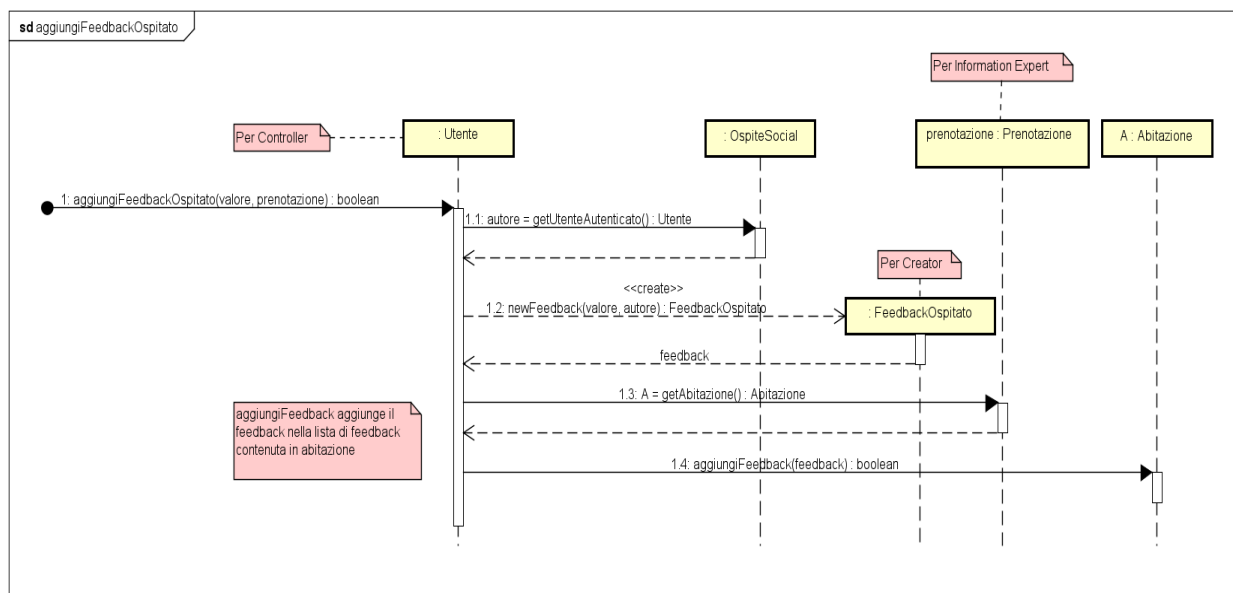 sd aggiungiFeedbackOspitato
Per Information Expert
Per Controller
: Utente
: OspiteSocial
prenotazione : Prenotazione
A : Abitazione
1: aggiungiFeedbackOspitato(valore, prenotazione) : boolean
1.1: autore = getUtenteAutenticato() : Utente
Per Creator
<<create>>
1.2: newFeedback(valore, autore) : FeedbackOspitato
: FeedbackOspitato
feedback
1.3: A = getAbitazione() : Abitazione
aggiungiFeedback aggiunge il
feedback nella lista di feedback
contenuta in abitazione
1.4: aggiungiFeedback(feedback) : boolean